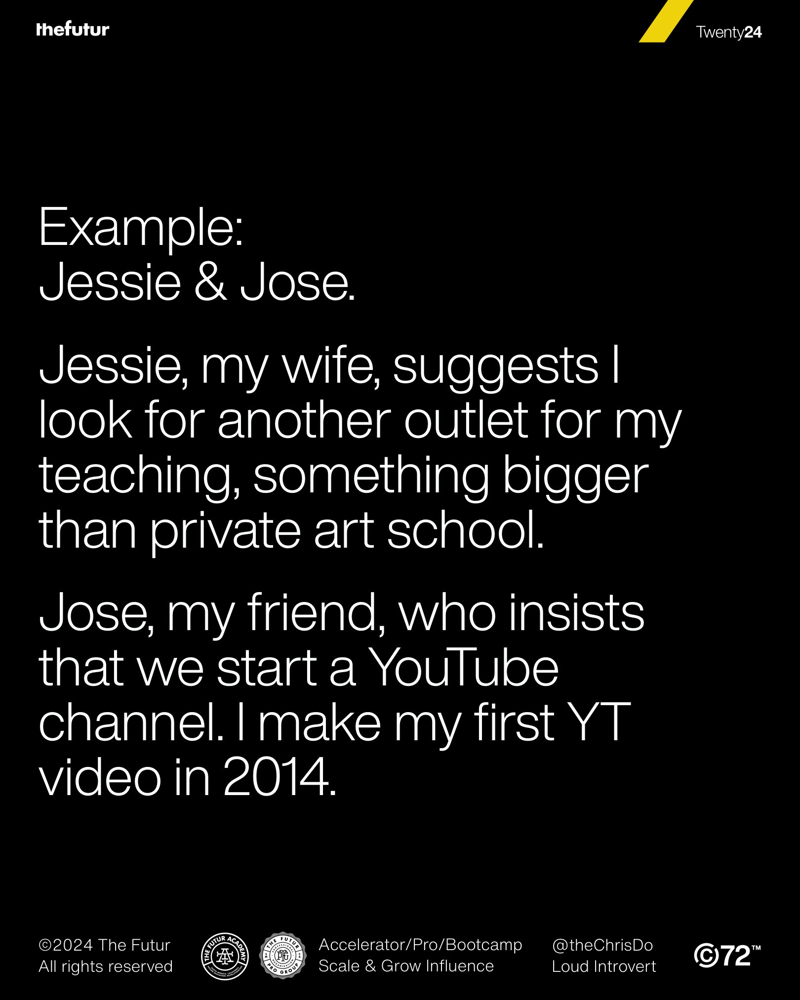 thefutur
Twenty24
Example:
Jessie & Jose.
Jessie, my wife, suggests I
look for another outlet for my
teaching, something bigger
than private art school.
Jose, my friend, who insists
that we start a YouTube
channel. I make my first YT
video in 2014.
©2024 The Futur
All rights reserved
THE FUTUR ACADEMY
THE FUTUR
PRO GROUP
Accelerator/Pro/Bootcamp
Scale & Grow Influence
@theChrisDo
Loud Introvert
©72™